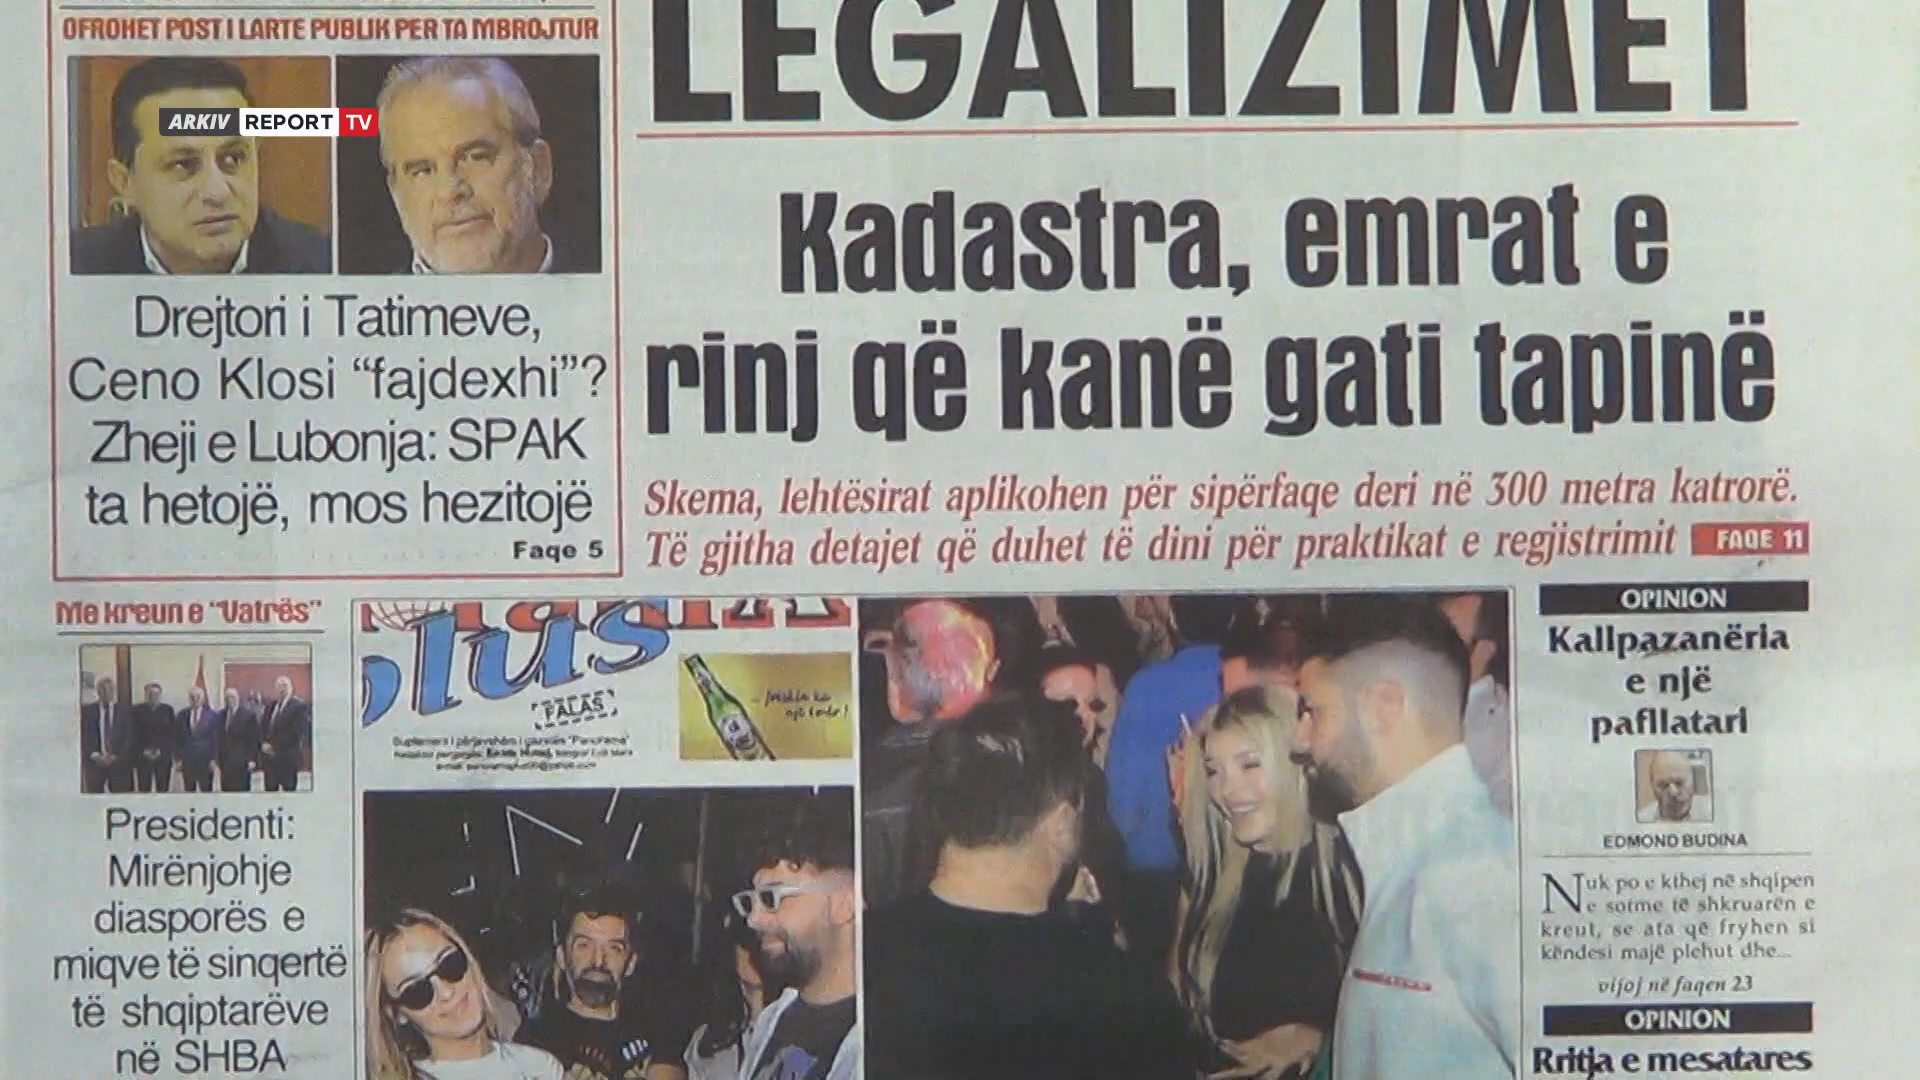 OFROHET POST I LARTE PUBLIK PER TA MBROJTUR
ARKIV REPORT TV
Drejtori i Tatimeve,
Ceno Klosi “fajdexhi”?
Zheji e Lubonja: SPAK
ta hetojë, mos hezitojë
Faqe 5
LEGALIZIMET
Kadastra, emrat e
rinj që kanë gati tapinë
Skema, lehtësirat aplikohen për sipërfaqe deri në 300 metra katrorë.
Të gjitha detajet që duhet të dini për praktikat e regjistrimit FAQE 11
Me kreun e "Vatrës"
Presidenti:
Mirënjohje
diasporës e
miqve të sinqertë
të shqiptarëve
në SHBA
plus
FALAS
Suplement i përjavshëm i gazetës "Panorama"
OPINION
Kallpazanëria
e një
pafllatari
EDMOND BUDINA
Nuk po e kthej në shqipen
e sotme të shkruarën e
kreut, se ata që fryhen si
këndesi majë plehut dhe...
vijoj në faqen 23
OPINION
Rritja e mesatares